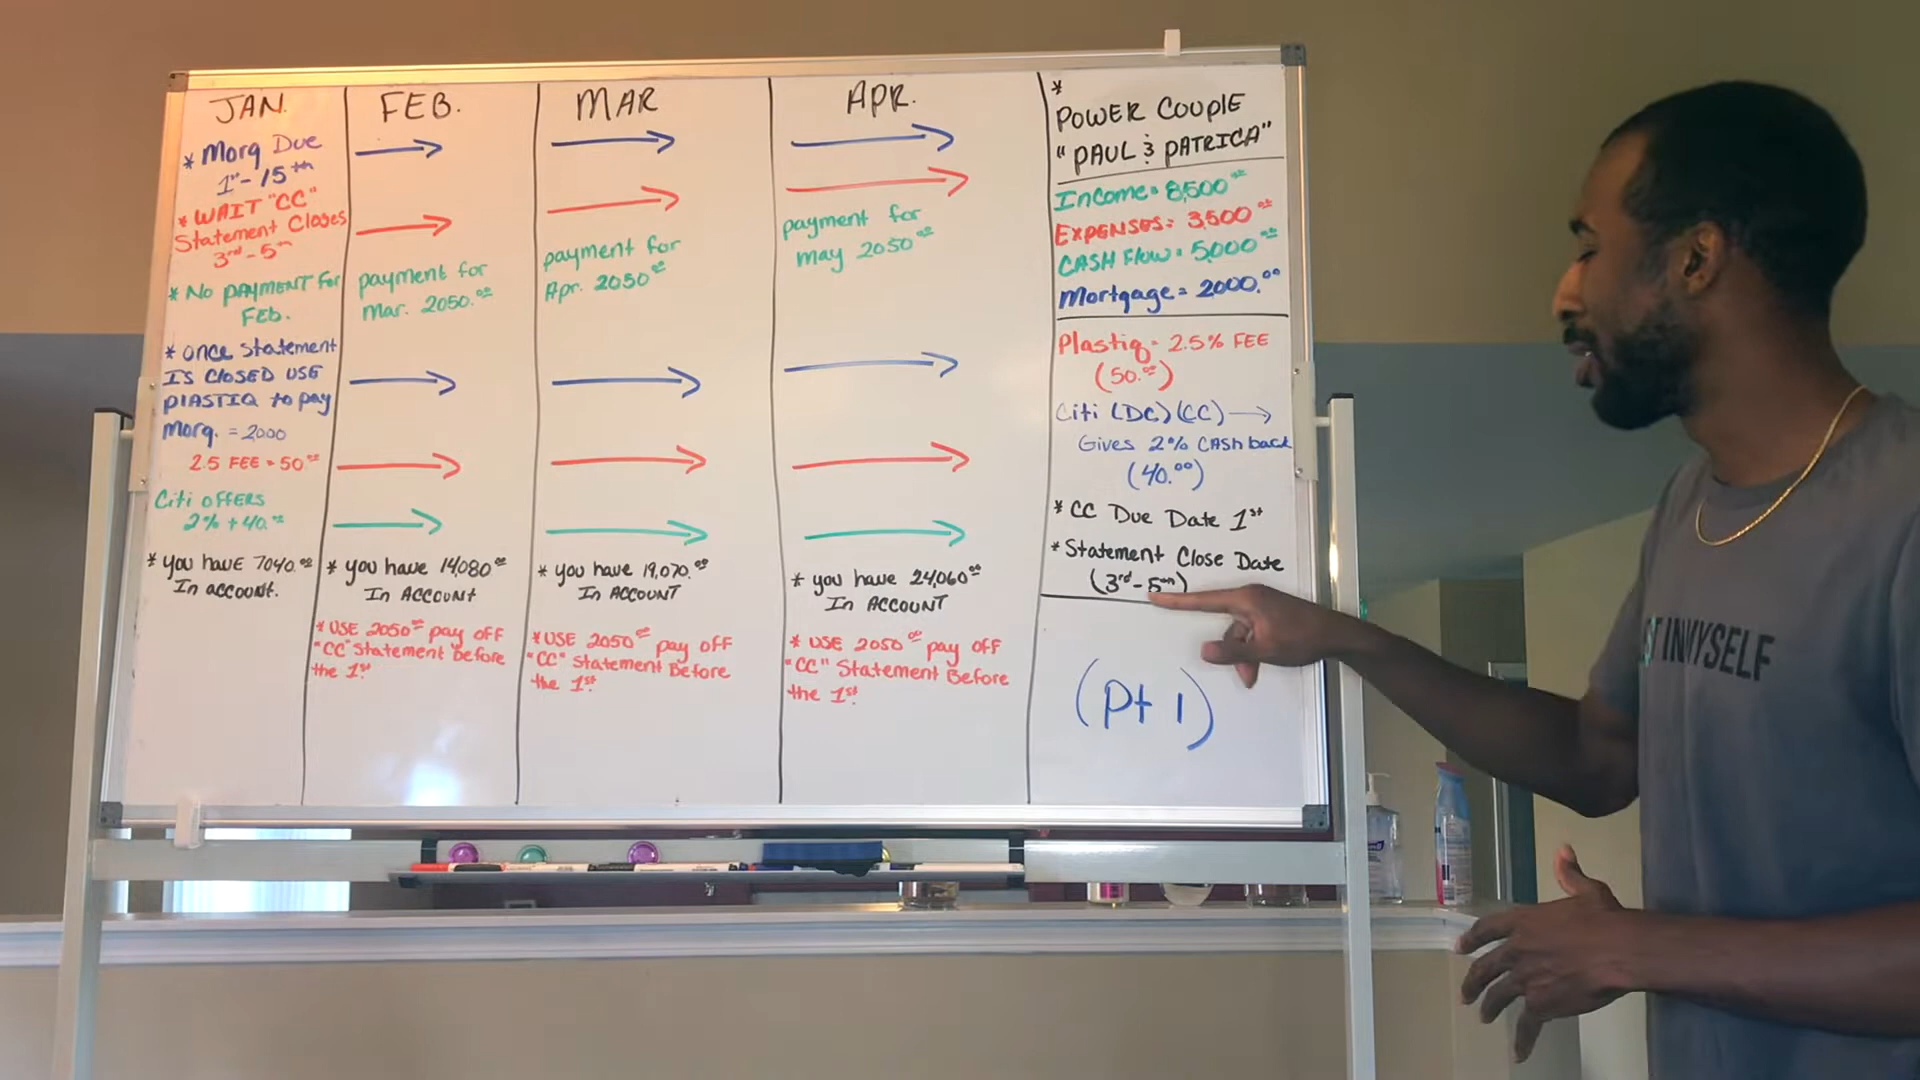 JAN.
* Morg Due
1st - 15th
* WAIT "CC"
Statement Closes
3rd - 5th
* No PAYMENT For
Feb.
* once statement
IS Closed USE
PlASTIQ to pay
Morg. = 2000
2.5 FEE = 50.00
Citi OFFERS
2% + 40.00
* you have 7040.00
In account.
FEB.
payment for
Mar. 2050.00
* you have 14,080.00
In ACCOUNT
* USE 2050.00 pay OFF
"CC" Statement Before
the 1st.
MAR
payment for
Apr. 2050.00
* you have 19,070.00
In ACCOUNT
* USE 2050.00 pay off
"CC" Statement Before
the 1st.
APR.
payment for
may 2050.00
* you have 24,060.00
In ACCOUNT
* USE 2050.00 pay off
"CC" Statement Before
the 1st.
*
POWER COUPlE
"PAUL & PATRICA"
Income = 8,500.00
EXPENSES: 3,500.00
CASH Flow = 5,000.00
Mortgage = 2000.00
Plastiq - 2.5% FEE
(50.00)
Citi (DC) (CC) →
Gives 2% CASH back
(40.00)
* CC Due Date 1st
* Statement Close Date
(3rd - 5th)
(Pt 1)
ST IN MYSELF